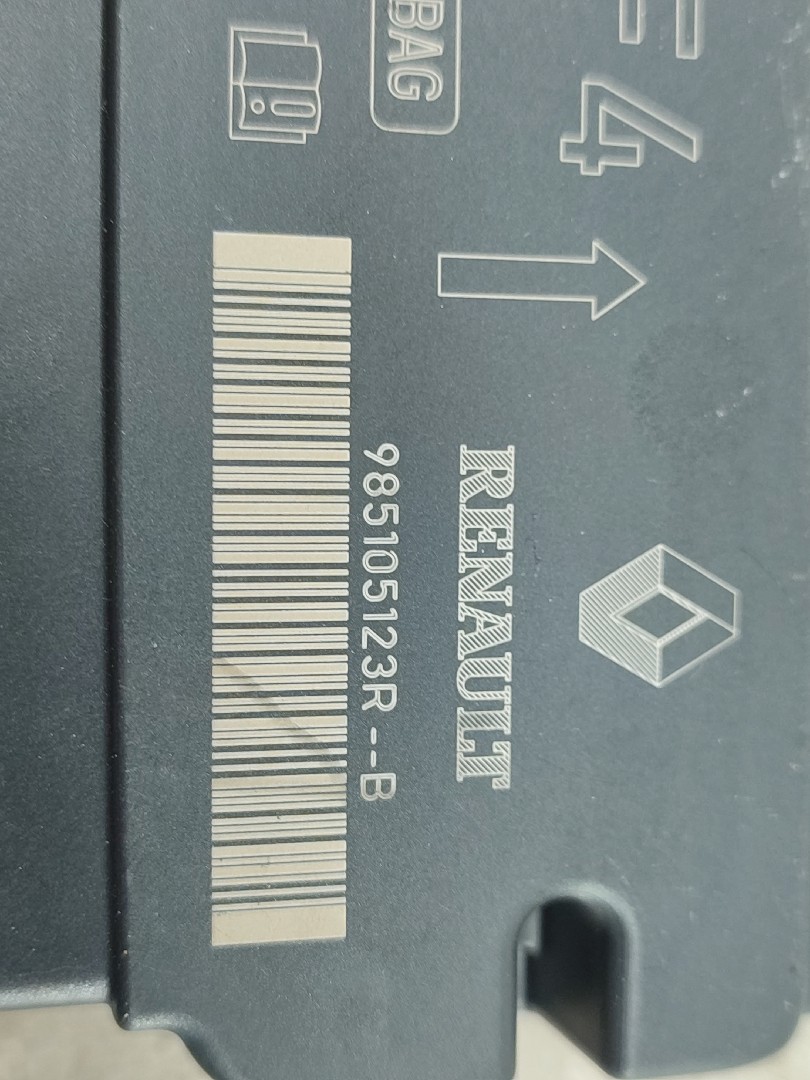 =4
BAG
RENAULT
985105123R--B